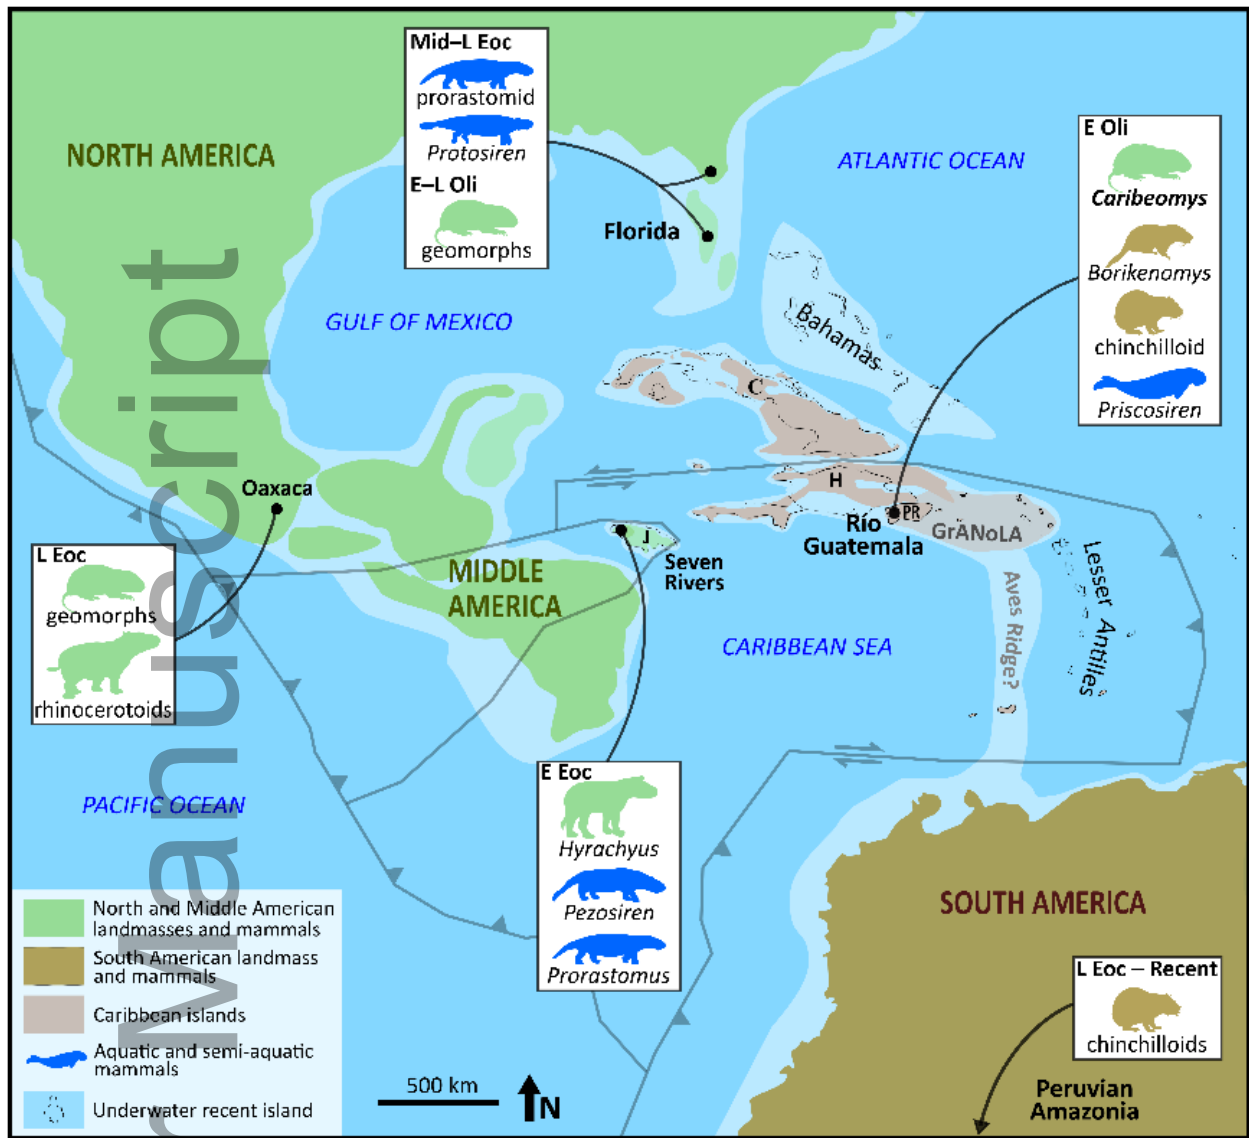 Mid–L Eoc
prorastomid
Protosiren
E–L Oli
geomorphs
E Oli
Caribeomys
Borikenomys
chinchilloid
Priscosiren
NORTH AMERICA
ATLANTIC OCEAN
Florida
GULF OF MEXICO
Bahamas
C
Oaxaca
H
PR
Río
Guatemala
GrANoLA
J
Seven
Rivers
MIDDLE
AMERICA
Lesser Antilles
Aves Ridge?
CARIBBEAN SEA
L Eoc
geomorphs
rhinocerotoids
PACIFIC OCEAN
E Eoc
Hyrachyus
Pezosiren
Prorastomus
SOUTH AMERICA
L Eoc – Recent
chinchilloids
Peruvian
Amazonia
North and Middle American
landmasses and mammals
South American landmass
and mammals
Caribbean islands
Aquatic and semi-aquatic
mammals
Underwater recent island
500 km
N
r Manuscript